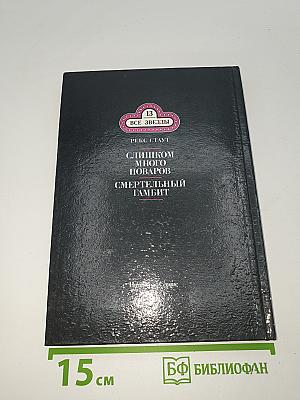 13
ВСЕ ЗВЕЗДЫ
РЕКС СТАУТ
СЛИШКОМ
МНОГО
ПОВАРОВ
СМЕРТЕЛЬНЫЙ
ГАМБИТ
15 см
БФ БИБЛИОФАН